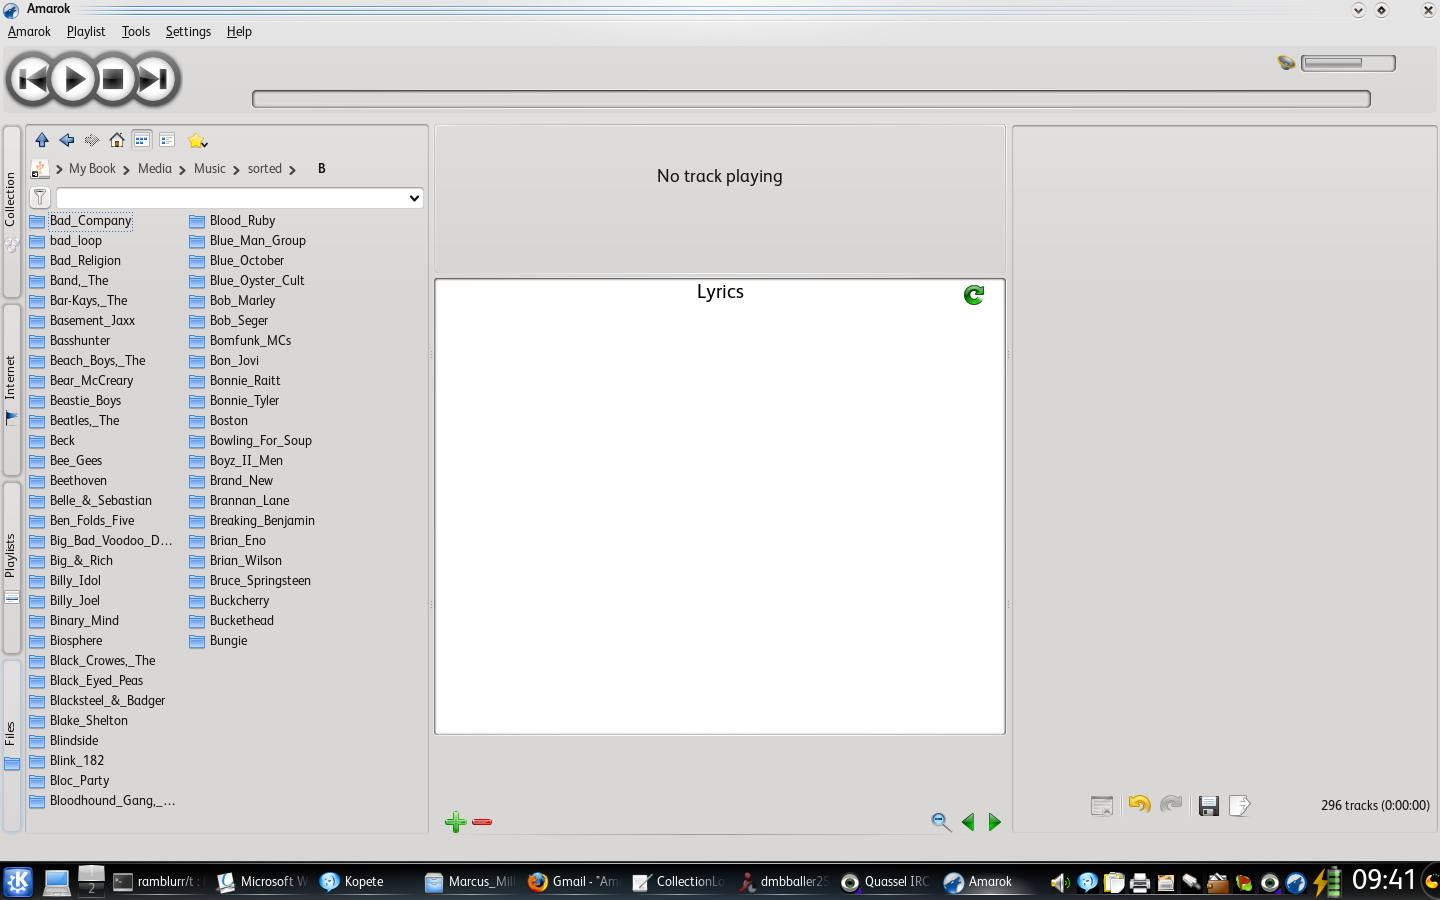 Amarok
Amarok Playlist Tools Settings Help
Collection
Internet
Playlists
Files
My Book Media Music sorted B
Bad_Company
bad_loop
Bad_Religion
Band,_The
Bar-Kays,_The
Basement_Jaxx
Basshunter
Beach_Boys,_The
Bear_McCreary
Beastie_Boys
Beatles,_The
Beck
Bee_Gees
Beethoven
Belle_&_Sebastian
Ben_Folds_Five
Big_Bad_Voodoo_D...
Big_&_Rich
Billy_Idol
Billy_Joel
Binary_Mind
Biosphere
Black_Crowes,_The
Black_Eyed_Peas
Blacksteel_&_Badger
Blake_Shelton
Blindside
Blink_182
Bloc_Party
Bloodhound_Gang,_...
Blood_Ruby
Blue_Man_Group
Blue_October
Blue_Oyster_Cult
Bob_Marley
Bob_Seger
Bomfunk_MCs
Bon_Jovi
Bonnie_Raitt
Bonnie_Tyler
Boston
Bowling_For_Soup
Boyz_II_Men
Brand_New
Brannan_Lane
Breaking_Benjamin
Brian_Eno
Brian_Wilson
Bruce_Springsteen
Buckcherry
Buckethead
Bungie
No track playing
Lyrics
296 tracks (0:00:00)
2 ramblurr/t : Microsoft W Kopete Marcus_Mill Gmail - "Am CollectionLo dmbballer25 Quassel IRC Amarok 09:41